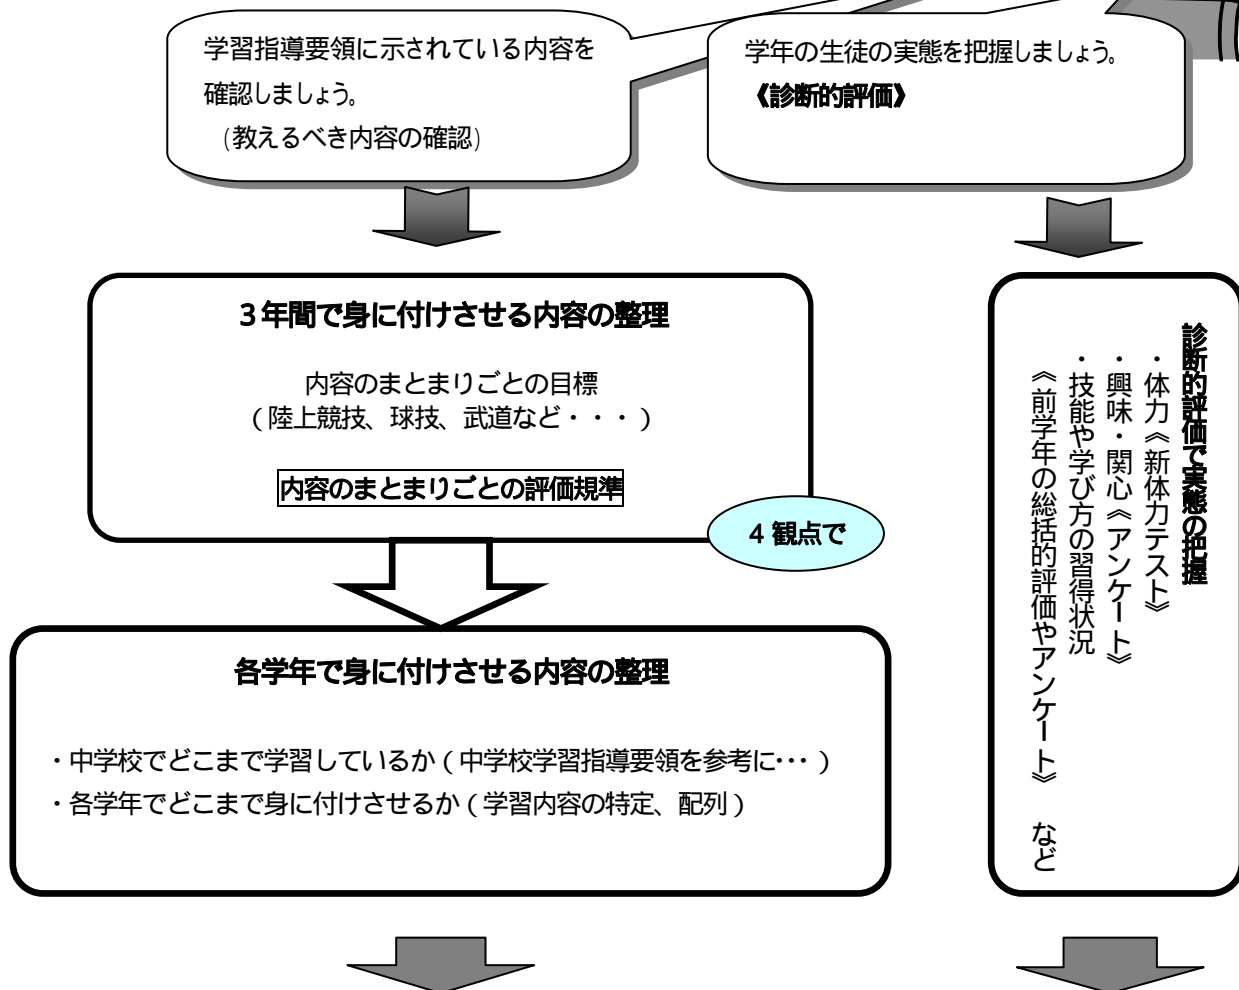 学習指導要領に示されている内容を
確認しましょう。
(教えるべき内容の確認)
学年の生徒の実態を把握しましょう。
《診断的評価》
3年間で身に付けさせる内容の整理
内容のまとまりごとの目標
(陸上競技、球技、武道など・・・)
内容のまとまりごとの評価規準
4観点で
各学年で身に付けさせる内容の整理
・中学校でどこまで学習しているか(中学校学習指導要領を参考に・・・)
・各学年でどこまで身に付けさせるか(学習内容の特定、配列)
診断的評価で実態の把握
・体力《新体力テスト》
・興味・関心《アンケート》
・技能や学び方の習得状況
《前学年の総括的評価やアンケート》 など